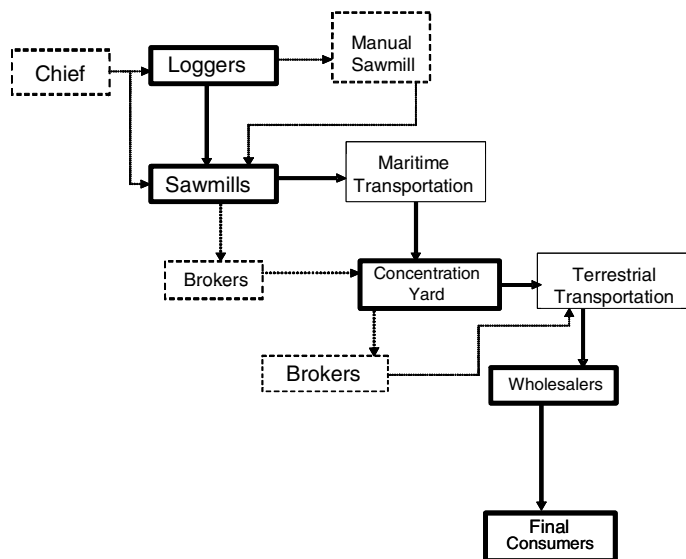 Chief
Loggers
Manual
Sawmill
Sawmills
Maritime
Transportation
Brokers
Concentration
Yard
Terrestrial
Transportation
Brokers
Wholesalers
Final
Consumers